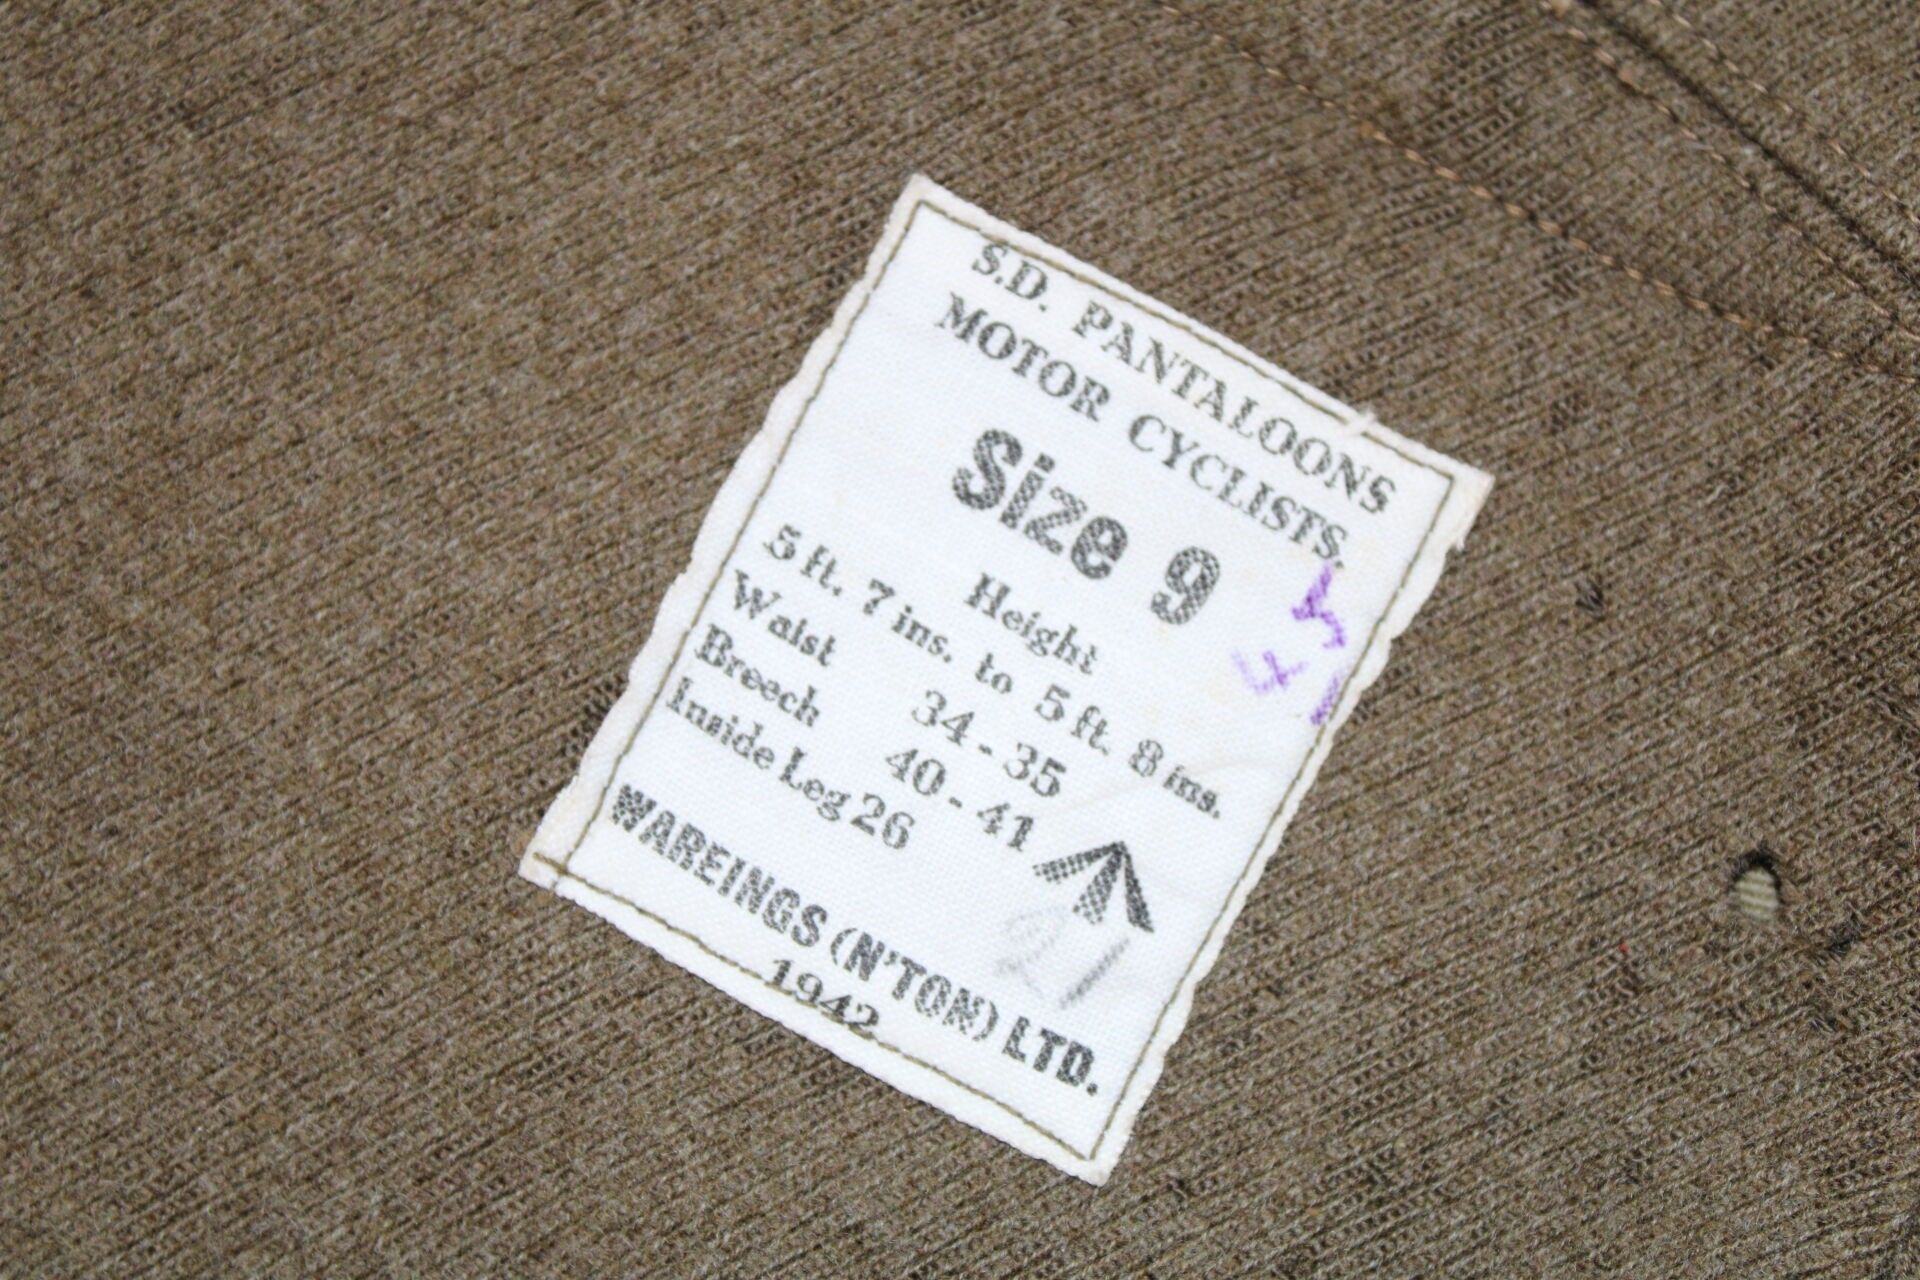 S.D. PANTALOONS
MOTOR CYCLISTS.
Size 9
Height
5 ft. 7 ins. to 5 ft. 8 ins.
Waist 34 - 35
Breech 40 - 41
Inside Leg 26
WAREINGS (N'TON) LTD.
1942